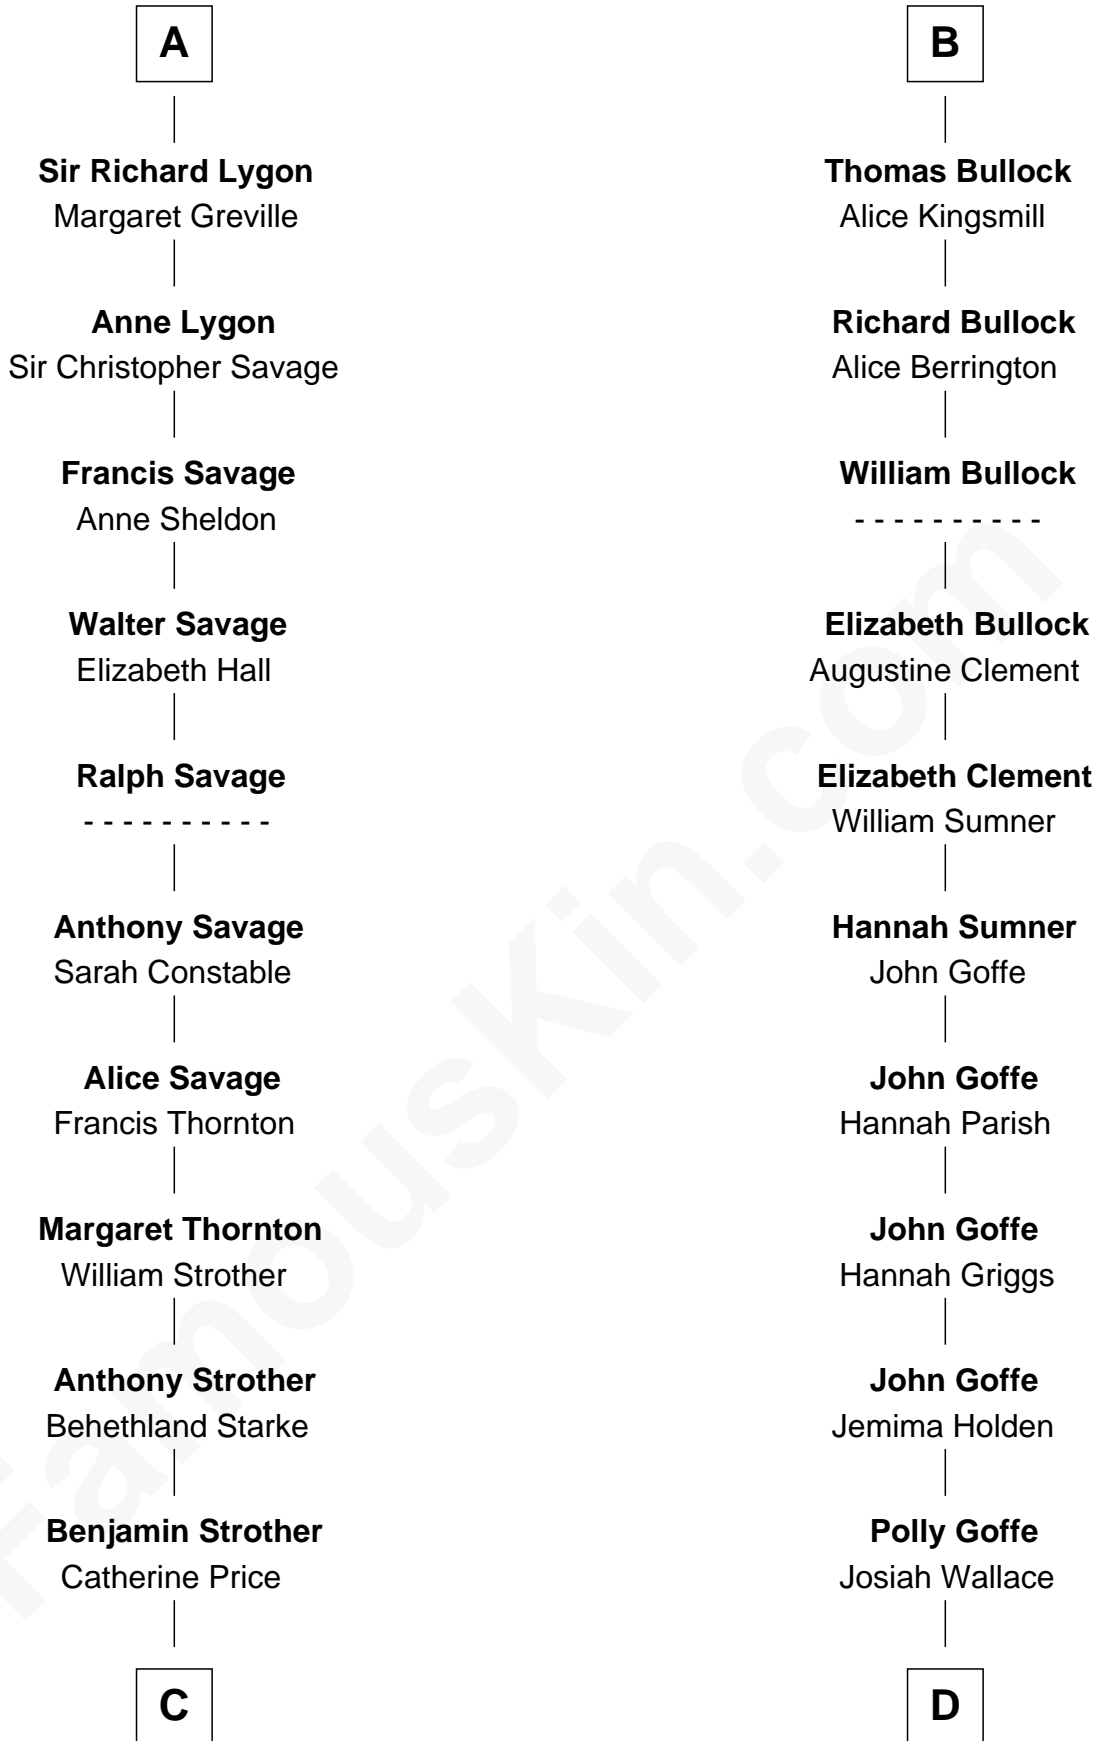 A
Sir Richard Lygon
Margaret Greville
Anne Lygon
Sir Christopher Savage
Francis Savage
Anne Sheldon
Walter Savage
Elizabeth Hall
Ralph Savage
- - - - - - - - - -
Anthony Savage
Sarah Constable
Alice Savage
Francis Thornton
Margaret Thornton
William Strother
Anthony Strother
Behethland Starke
Benjamin Strother
Catherine Price
C
B
Thomas Bullock
Alice Kingsmill
Richard Bullock
Alice Berrington
William Bullock
- - - - - - - - - -
Elizabeth Bullock
Augustine Clement
Elizabeth Clement
William Sumner
Hannah Sumner
John Goffe
John Goffe
Hannah Parish
John Goffe
Hannah Griggs
John Goffe
Jemima Holden
Polly Goffe
Josiah Wallace
D
FamousKin.com